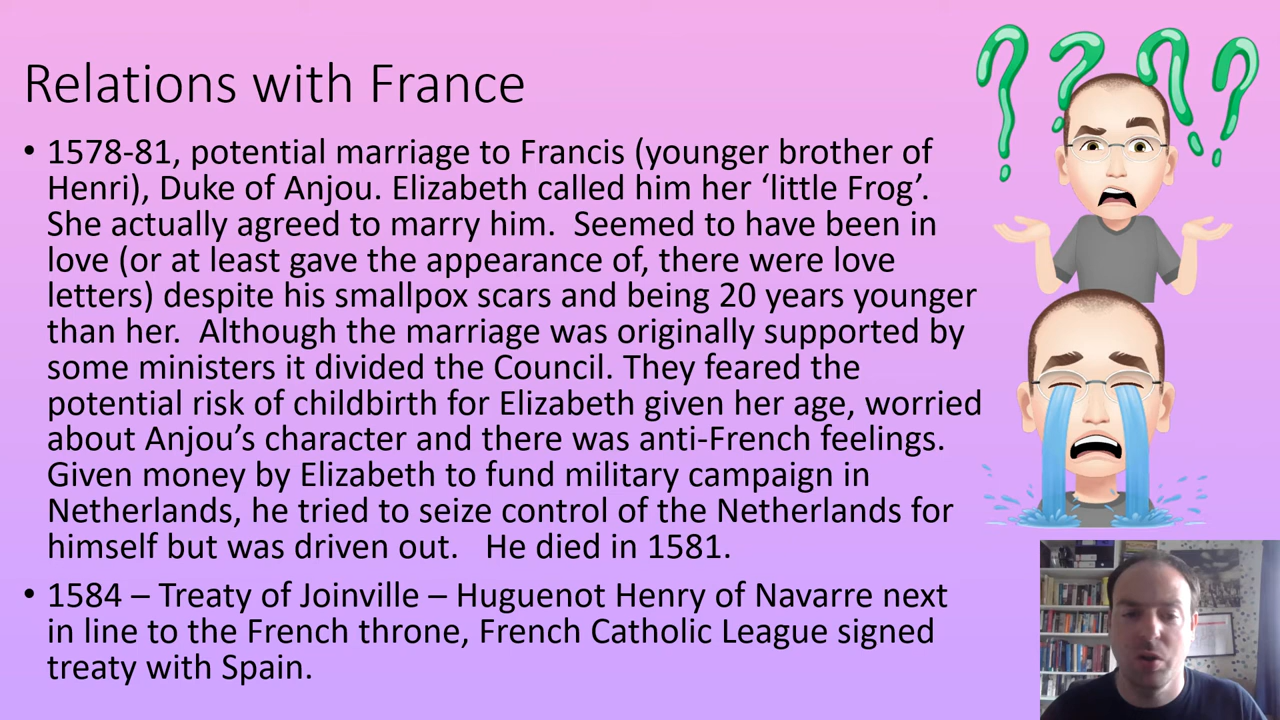 Relations with France
• 1578-81, potential marriage to Francis (younger brother of
Henri), Duke of Anjou. Elizabeth called him her ‘little Frog’.
She actually agreed to marry him.  Seemed to have been in
love (or at least gave the appearance of, there were love
letters) despite his smallpox scars and being 20 years younger
than her.  Although the marriage was originally supported by
some ministers it divided the Council. They feared the
potential risk of childbirth for Elizabeth given her age, worried
about Anjou’s character and there was anti-French feelings.
Given money by Elizabeth to fund military campaign in
Netherlands, he tried to seize control of the Netherlands for
himself but was driven out.   He died in 1581.
• 1584 – Treaty of Joinville – Huguenot Henry of Navarre next
in line to the French throne, French Catholic League signed
treaty with Spain.